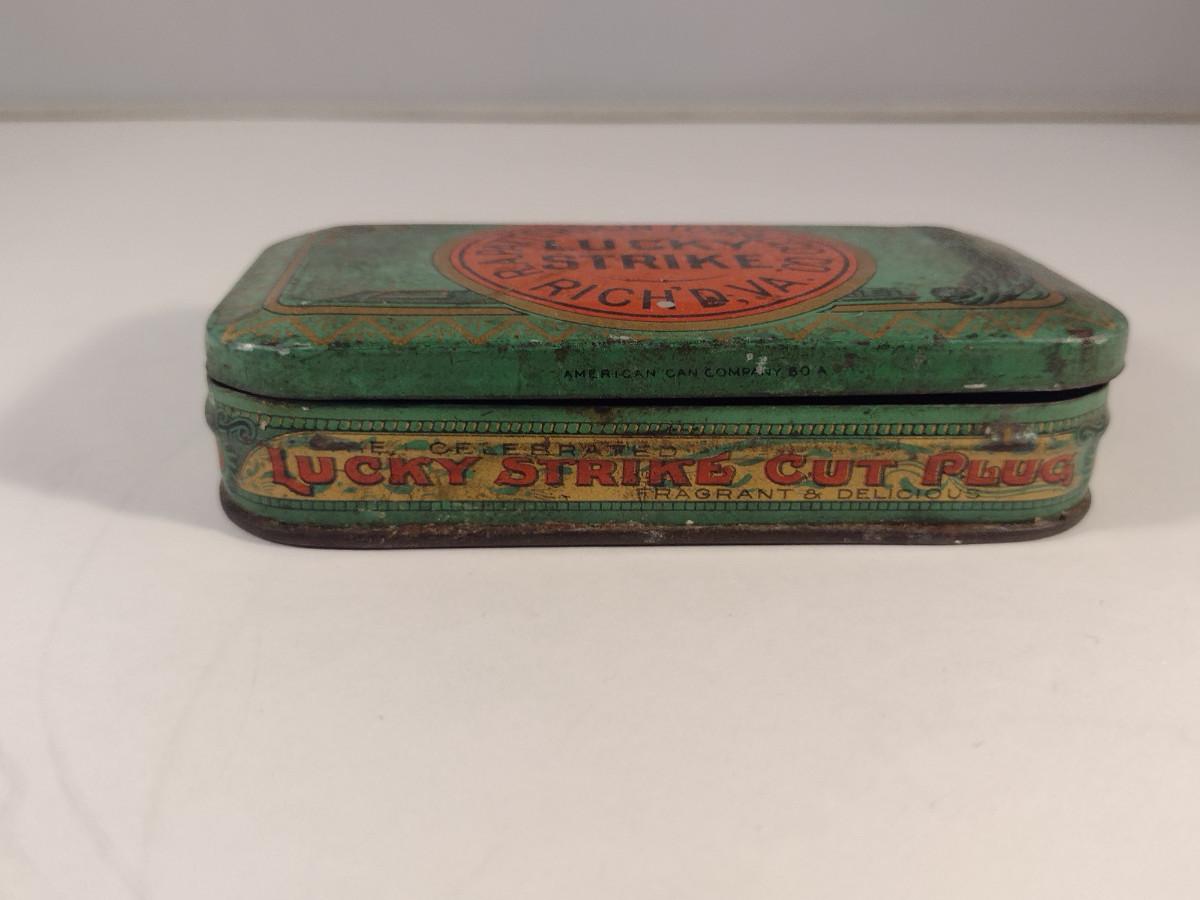 LUCKY
STRIKE
RICH'D, VA.
AMERICAN CAN COMPANY 60 A
CELEBRATED
LUCKY STRIKE CUT PLUG
FRAGRANT & DELICIOUS